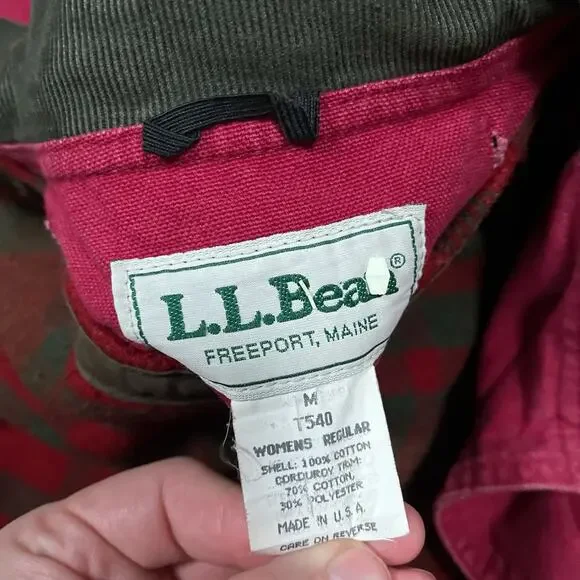 L.L.Bean®
FREEPORT, MAINE
M
T540
WOMENS REGULAR
SHELL: 100% COTTON
CORDUROY TRIM:
70% COTTON,
30% POLYESTER
MADE IN U.S.A.
CARE ON REVERSE